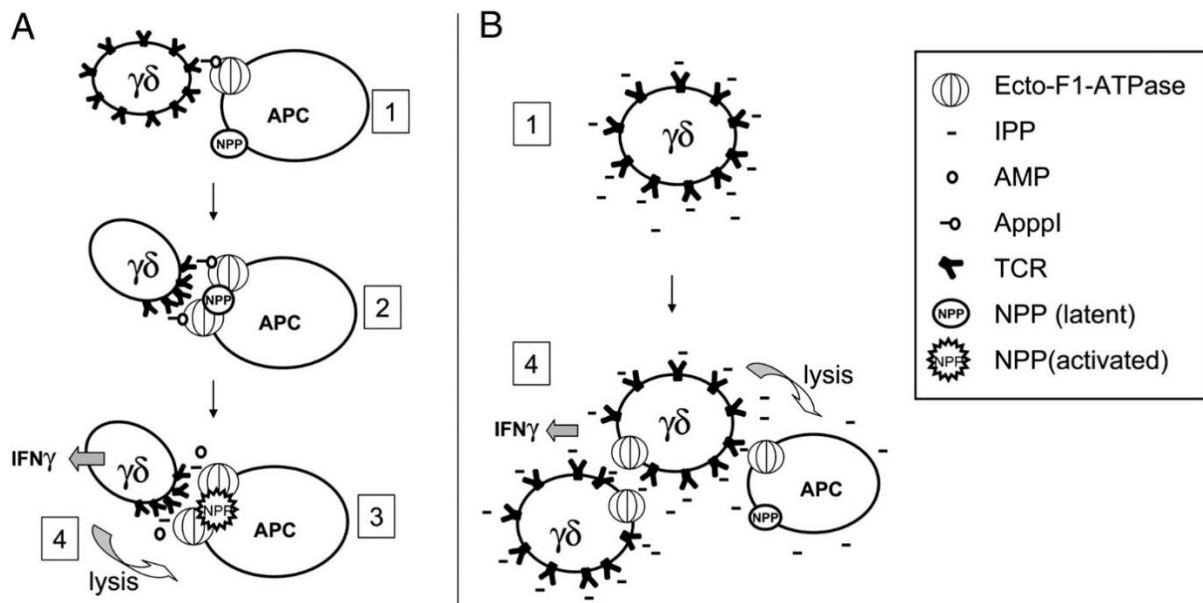 A
γδ
APC
NPP
1
γδ
NPP
APC
2
IFNγ
γδ
NPP
APC
3
4
lysis
B
1
γδ
4
lysis
IFNγ
γδ
APC
NPP
γδ
Ecto-F1-ATPase
IPP
AMP
ApppI
TCR
NPP NPP (latent)
NPP NPP(activated)